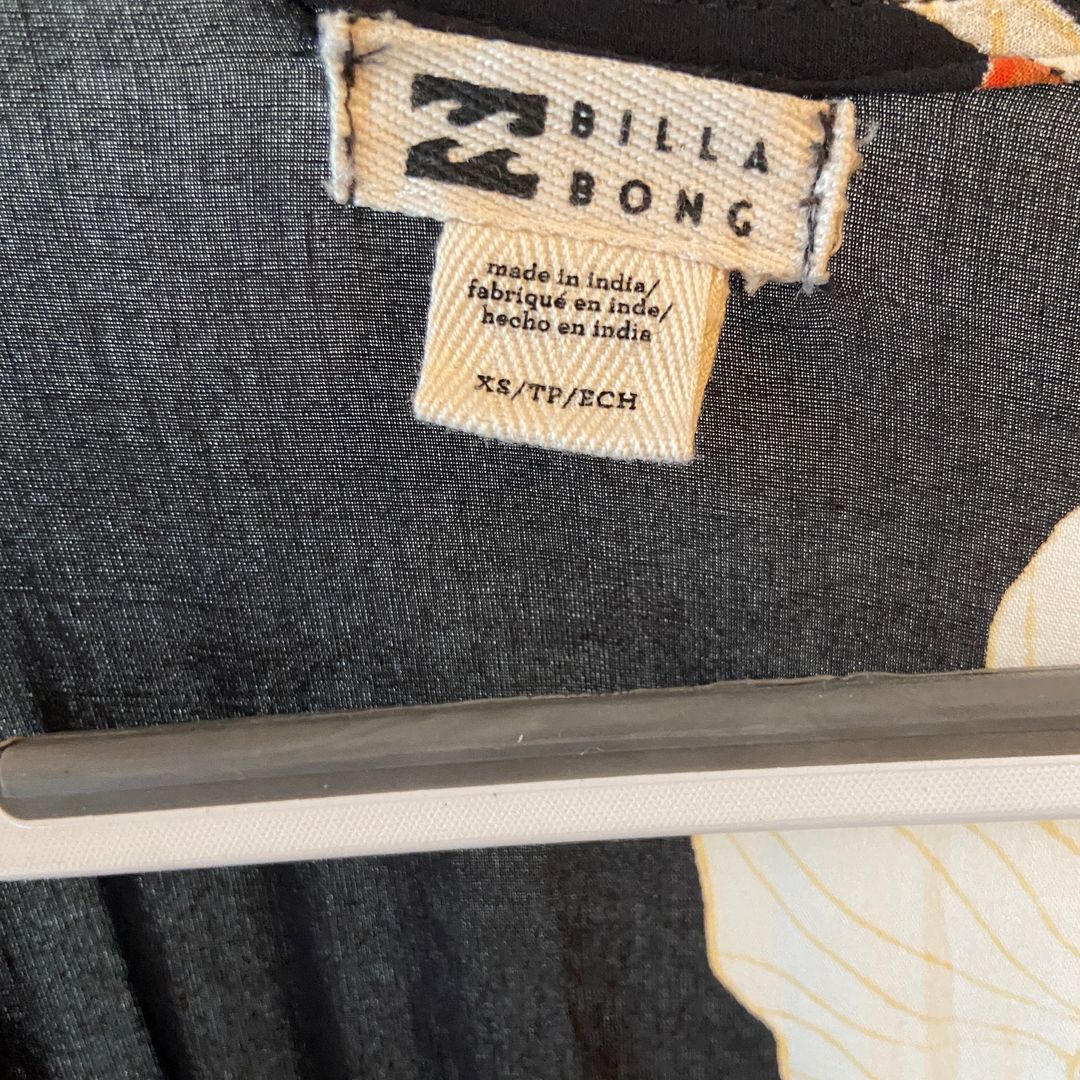 BILLA
BONG
made in india/
fabriqué en inde/
hecho en india
XS/TP/ECH